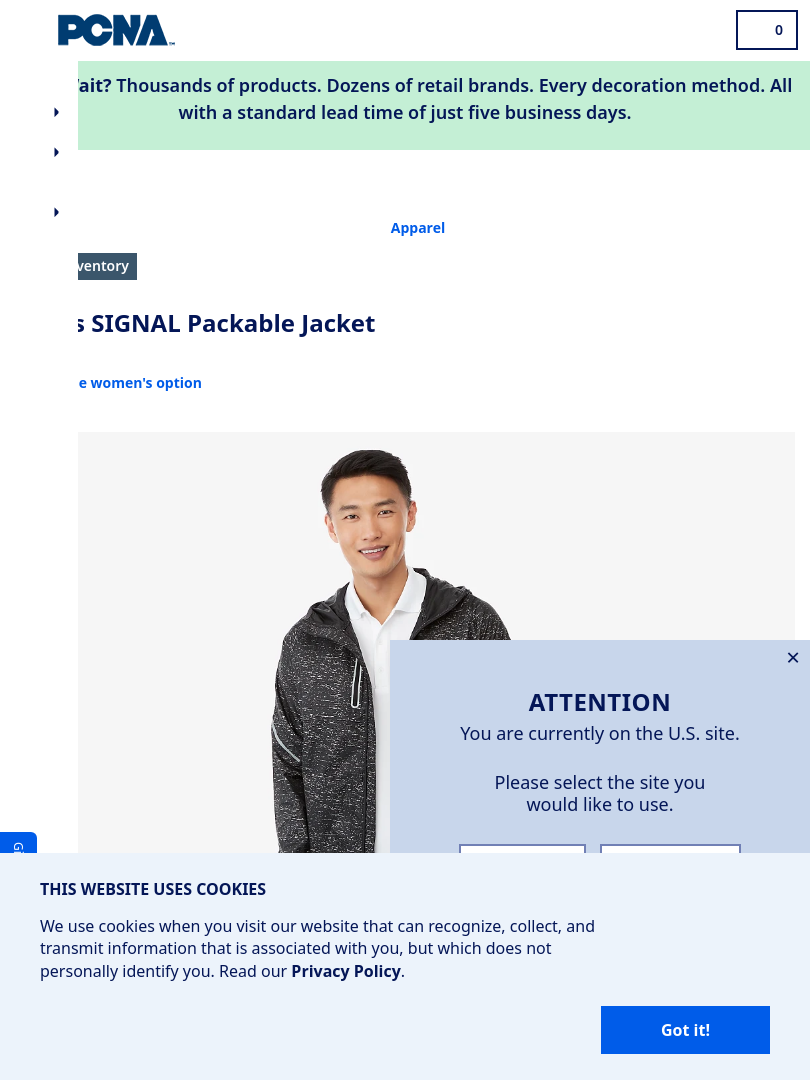 PCNA
0
Thousands of products. Dozens of retail brands. Every decoration method. All
with a standard lead time of just five business days.
Apparel
SIGNAL Packable Jacket
women's option
ATTENTION
You are currently on the U.S. site.
Please select the site you
would like to use.
THIS WEBSITE USES COOKIES
We use cookies when you visit our website that can recognize, collect, and
transmit information that is associated with you, but which does not
personally identify you. Read our Privacy Policy.
Got it!